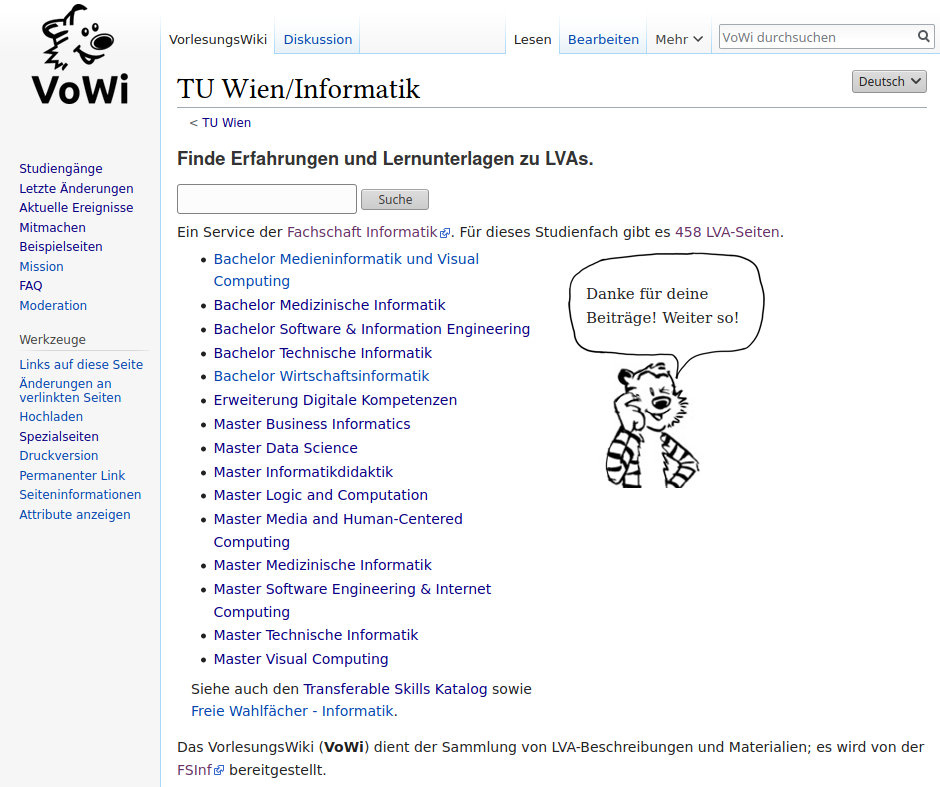 VoWi
VorlesungsWiki
Diskussion
Lesen
Bearbeiten
Mehr
VoWi durchsuchen
TU Wien/Informatik
Deutsch
< TU Wien
Studiengänge
Letzte Änderungen
Aktuelle Ereignisse
Mitmachen
Beispielseiten
Mission
FAQ
Moderation
Werkzeuge
Links auf diese Seite
Änderungen an
verlinkten Seiten
Hochladen
Spezialseiten
Druckversion
Permanenter Link
Seiteninformationen
Attribute anzeigen
Finde Erfahrungen und Lernunterlagen zu LVAs.
Suche
Ein Service der Fachschaft Informatik. Für dieses Studienfach gibt es 458 LVA-Seiten.
• Bachelor Medieninformatik und Visual
Computing
• Bachelor Medizinische Informatik
• Bachelor Software & Information Engineering
• Bachelor Technische Informatik
• Bachelor Wirtschaftsinformatik
• Erweiterung Digitale Kompetenzen
• Master Business Informatics
• Master Data Science
• Master Informatikdidaktik
• Master Logic and Computation
• Master Media and Human-Centered
Computing
• Master Medizinische Informatik
• Master Software Engineering & Internet
Computing
• Master Technische Informatik
• Master Visual Computing
Danke für deine
Beiträge! Weiter so!
Siehe auch den Transferable Skills Katalog sowie
Freie Wahlfächer - Informatik.
Das VorlesungsWiki (VoWi) dient der Sammlung von LVA-Beschreibungen und Materialien; es wird von der
FSInf bereitgestellt.